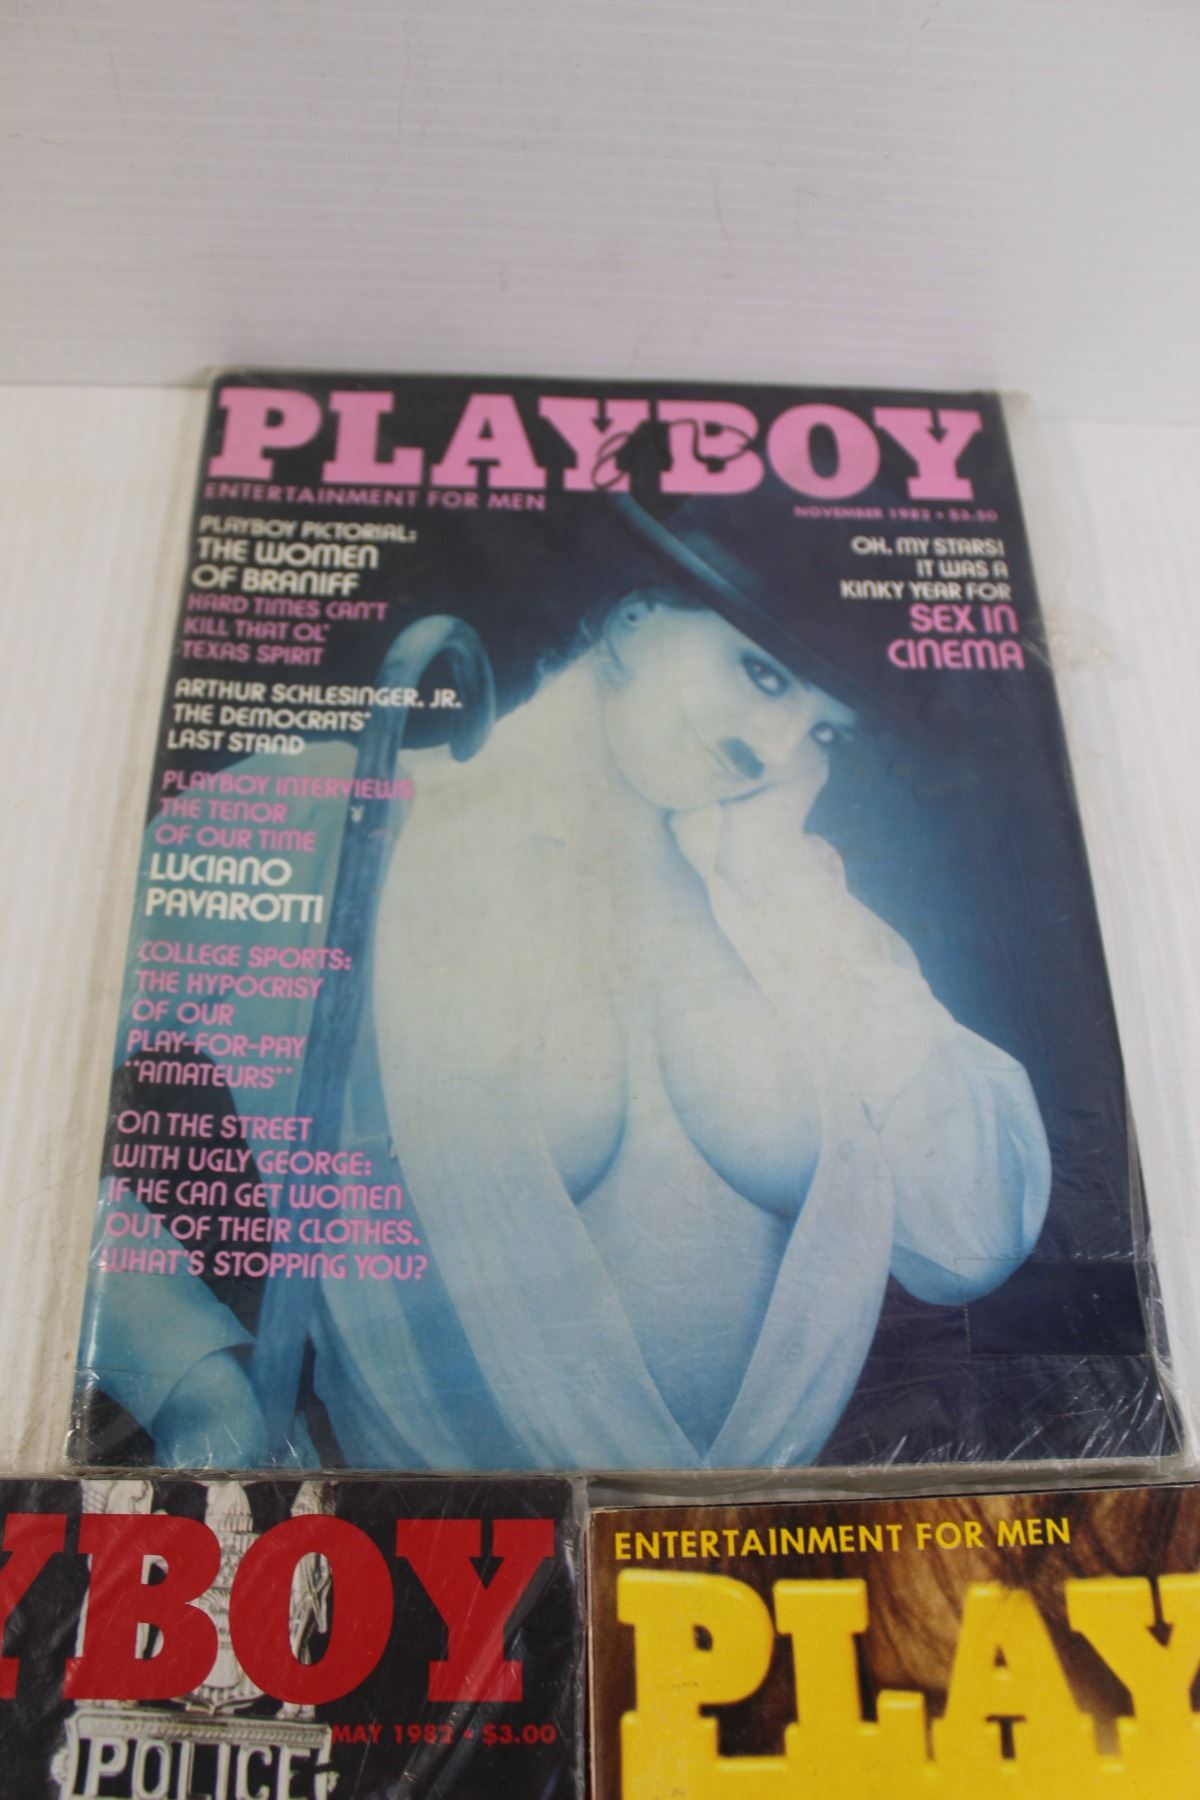 PLAYBOY
ENTERTAINMENT FOR MEN
NOVEMBER 1982 • $3.50
PLAYBOY PICTORIAL:
THE WOMEN
OF BRANIFF
HARD TIMES CAN'T
KILL THAT OL'
TEXAS SPIRIT
ARTHUR SCHLESINGER, JR.
THE DEMOCRATS'
LAST STAND
PLAYBOY INTERVIEWS
THE TENOR
OF OUR TIME
LUCIANO
PAVAROTTI
COLLEGE SPORTS:
THE HYPOCRISY
OF OUR
PLAY-FOR-PAY
"AMATEURS"
ON THE STREET
WITH UGLY GEORGE:
IF HE CAN GET WOMEN
OUT OF THEIR CLOTHES,
WHAT'S STOPPING YOU?
OH, MY STARS!
IT WAS A
KINKY YEAR FOR
SEX IN
CINEMA
YBOY
MAY 1982 • $3.00
POLICE
ENTERTAINMENT FOR MEN
PLAY